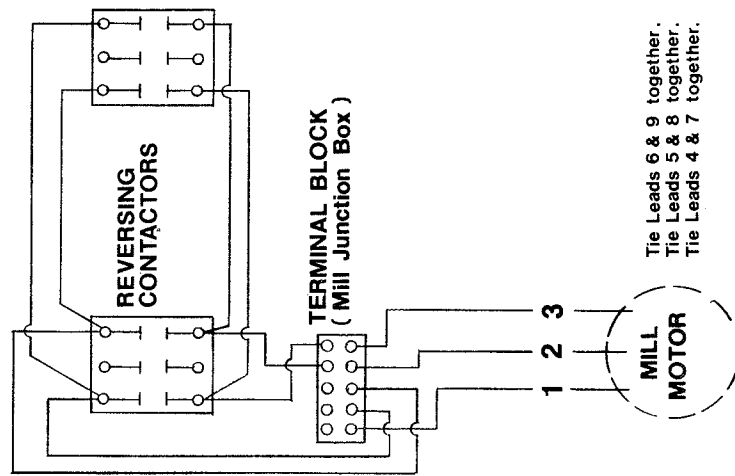 REVERSING
CONTACTORS
TERMINAL BLOCK
( Mill Junction Box )
1
2
3
MILL
MOTOR
Tie Leads 6 & 9 together.
Tie Leads 5 & 8 together.
Tie Leads 4 & 7 together.